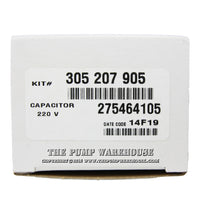 KIT# 305 207 905
CAPACITOR 275464105
220 V DATE CODE 14F19
THE PUMP WAREHOUSE